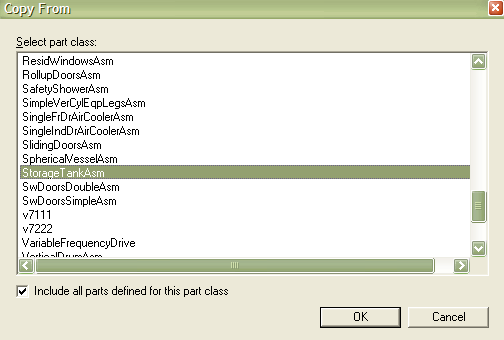 Copy From
Select part class:
ResidWindowsAsm
RollupDoorsAsm
SafetyShowerAsm
SimpleVerCylEqpLegsAsm
SingleFrDrAirCoolerAsm
SingleIndDrAirCoolerAsm
SlidingDoorsAsm
SphericalVesselAsm
StorageTankAsm
SwDoorsDoubleAsm
SwDoorsSimpleAsm
v7111
v7222
VariableFrequencyDrive
VerticalDrumAsm
Include all parts defined for this part class
OK
Cancel